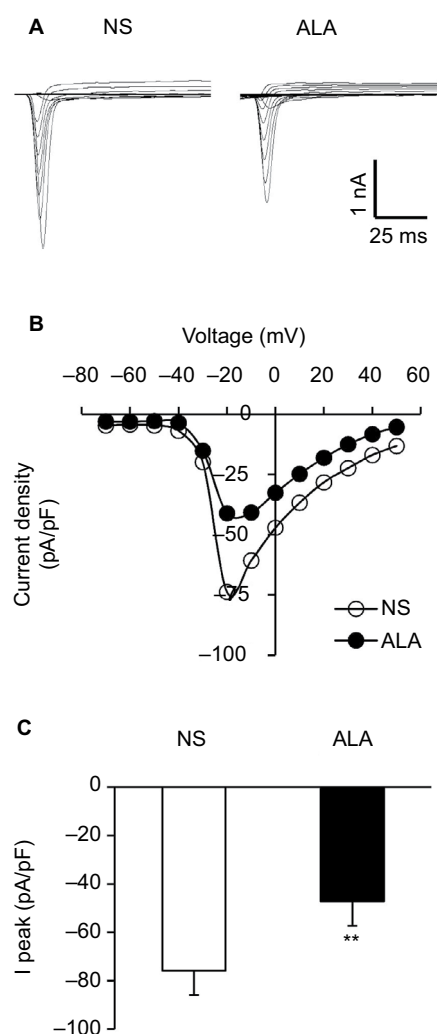 A NS ALA
1 nA
25 ms
B
Voltage (mV)
–80 –60 –40 –20 0 20 40 60
0
–25
–50
–75
–100
Current density
(pA/pF)
NS
ALA
C
NS ALA
0
–20
–40
–60
–80
–100
I peak (pA/pF)
**